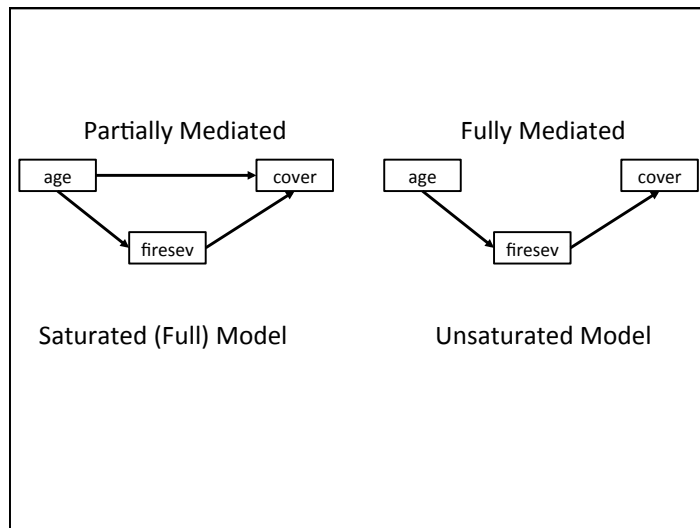 Partially Mediated
age
cover
firesev
Saturated (Full) Model
Fully Mediated
age
cover
firesev
Unsaturated Model